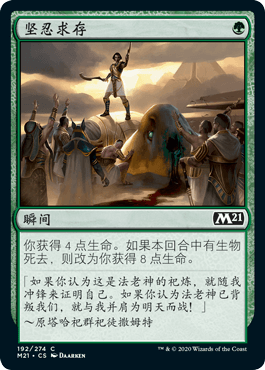 坚忍求存
瞬间
M21
你获得 4 点生命。如果本回合中有生物
死去，则改为你获得 8 点生命。
「如果你认为这是法老神的祀炼，就随我
冲锋来证明自己。如果你认为法老神已背
叛我们，就与我并肩为明天而战！」
～原塔哈祀群祀徒撒姆特
192/274 C
M21 • CS DAARKEN
™ & © 2020 Wizards of the Coast